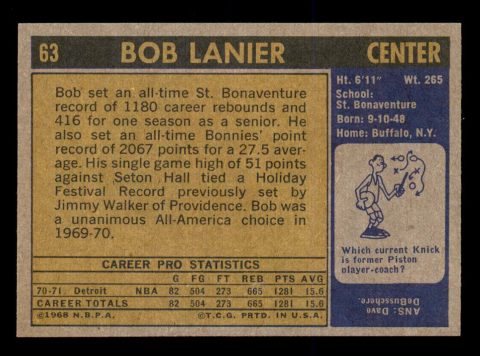 63 BOB LANIER CENTER
Bob set an all-time St. Bonaventure
record of 1180 career rebounds and
416 for one season as a senior. He
also set an all-time Bonnies' point
record of 2067 points for a 27.5 aver-
age. His single game high of 51 points
against Seton Hall tied a Holiday
Festival Record previously set by
Jimmy Walker of Providence. Bob was
a unanimous All-America choice in
1969-70.
CAREER PRO STATISTICS
G FG FT REB PTS AVG
70-71 Detroit NBA 82 504 273 665 1281 15.6
CAREER TOTALS 82 504 273 665 1281 15.6
©1968 N.B.P.A. ©T.C.G. PRTD. IN U.S.A.
Ht. 6'11" Wt. 265
School:
St. Bonaventure
Born: 9-10-48
Home: Buffalo, N.Y.
Which current Knick
is former Piston
player-coach?
ANS: Dave
DeBusschere